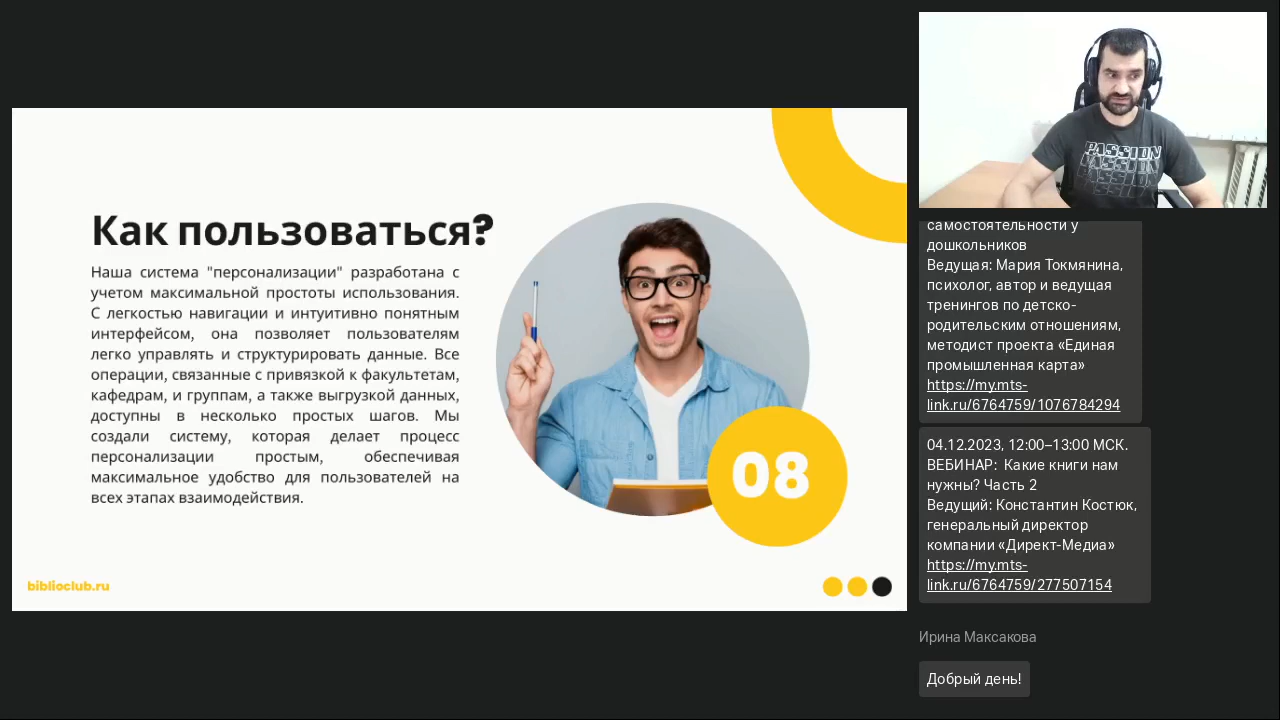 Как пользоваться?
Наша система "персонализации" разработана с
учетом максимальной простоты использования.
С легкостью навигации и интуитивно понятным
интерфейсом, она позволяет пользователям
легко управлять и структурировать данные. Все
операции, связанные с привязкой к факультетам,
кафедрам, и группам, а также выгрузкой данных,
доступны в несколько простых шагов. Мы
создали систему, которая делает процесс
персонализации простым, обеспечивая
максимальное удобство для пользователей на
всех этапах взаимодействия.
08
biblioclub.ru
PASSION
PASSION
PASSION
самостоятельности у
дошкольников
Ведущая: Мария Токмянина,
психолог, автор и ведущая
тренингов по детско-
родительским отношениям,
методист проекта «Единая
промышленная карта»
https://my.mts-
link.ru/6764759/1076784294
04.12.2023, 12:00–13:00 МСК.
ВЕБИНАР: Какие книги нам
нужны? Часть 2
Ведущий: Константин Костюк,
генеральный директор
компании «Директ-Медиа»
https://my.mts-
link.ru/6764759/277507154
Ирина Максакова
Добрый день!